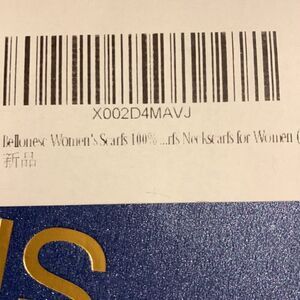 X002D4MAVJ
Bellonesc Women's Scarfs 100% ...rfs Neckscarfs for Women (
新品